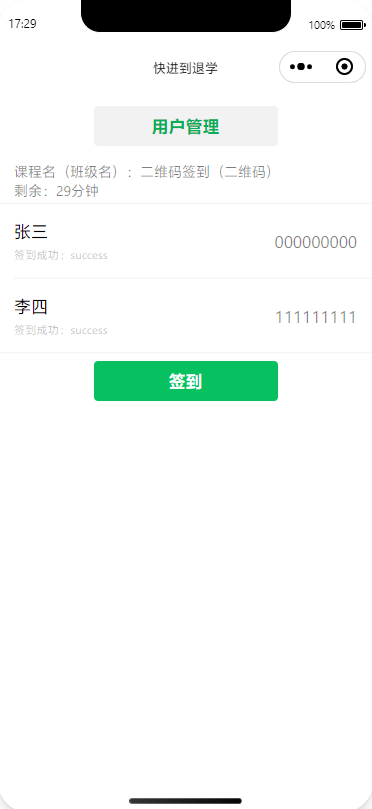 17:29
100%
快进到退学
用户管理
课程名（班级名）：二维码签到（二维码）
剩余：29分钟
张三
000000000
签到成功：success
李四
111111111
签到成功：success
签到